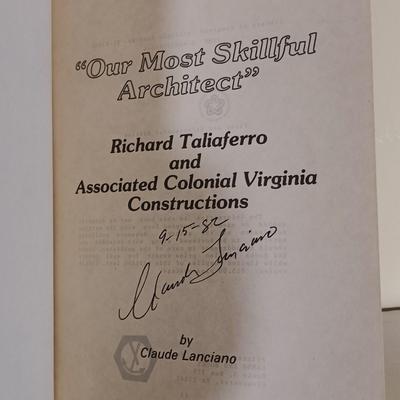 "Our Most Skillful
Architect"
Richard Taliaferro
and
Associated Colonial Virginia
Constructions
9-15-82
Claude Lanciano
by
Claude Lanciano